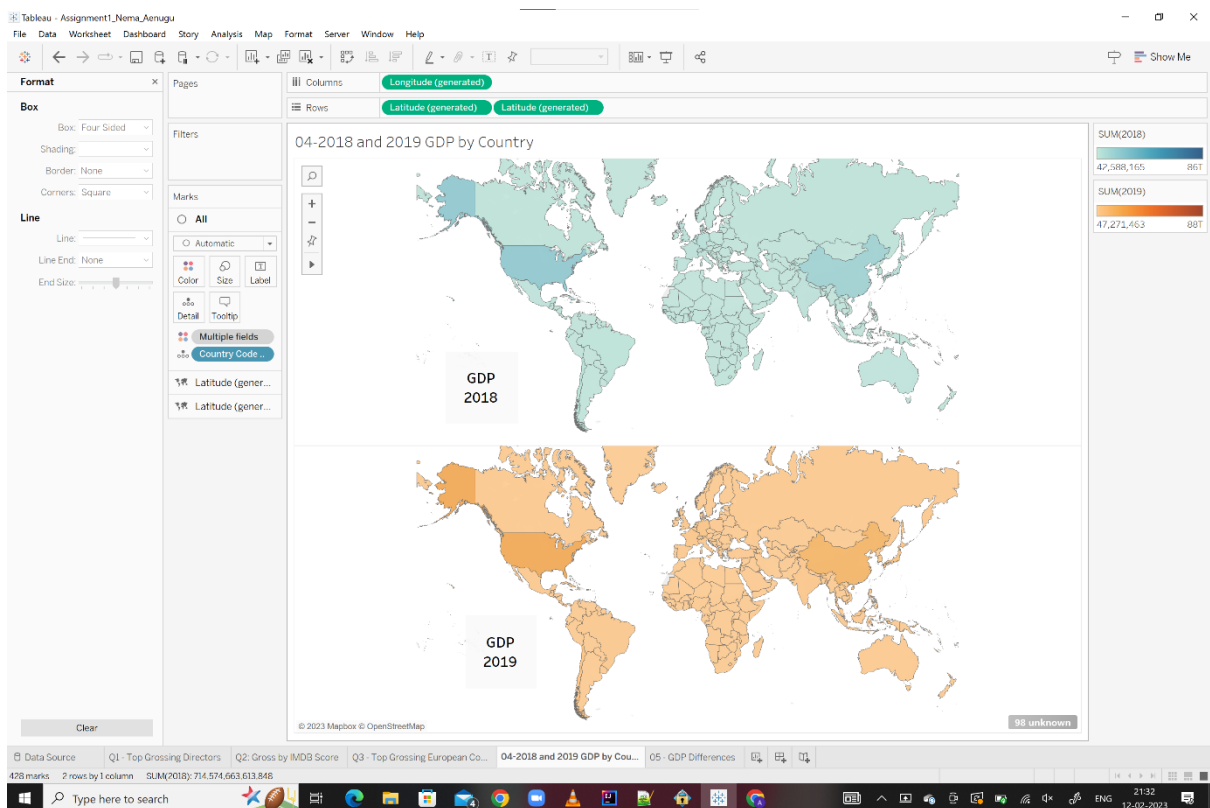 Tableau - Assignment1_Nema_Aenugu
File Data Worksheet Dashboard Story Analysis Map Format Server Window Help
Show Me
Format
Box
Box: Four Sided
Shading:
Border: None
Corners: Square
Line
Line:
Line End: None
End Size:
Clear
Pages
Filters
Marks
All
Automatic
Color Size Label
Detail Tooltip
Multiple fields
Country Code ..
Latitude (gener...
Latitude (gener...
Columns Longitude (generated)
Rows Latitude (generated) Latitude (generated)
04-2018 and 2019 GDP by Country
GDP
2018
GDP
2019
© 2023 Mapbox © OpenStreetMap
98 unknown
SUM(2018)
42,588,165 86T
SUM(2019)
47,271,463 88T
Data Source Q1 - Top Grossing Directors Q2: Gross by IMDB Score Q3 - Top Grossing European Co... 04-2018 and 2019 GDP by Cou... 05 - GDP Differences
428 marks 2 rows by 1 column SUM(2018): 714,574,663,613,848
Type here to search
ENG
21:32
12-02-2023